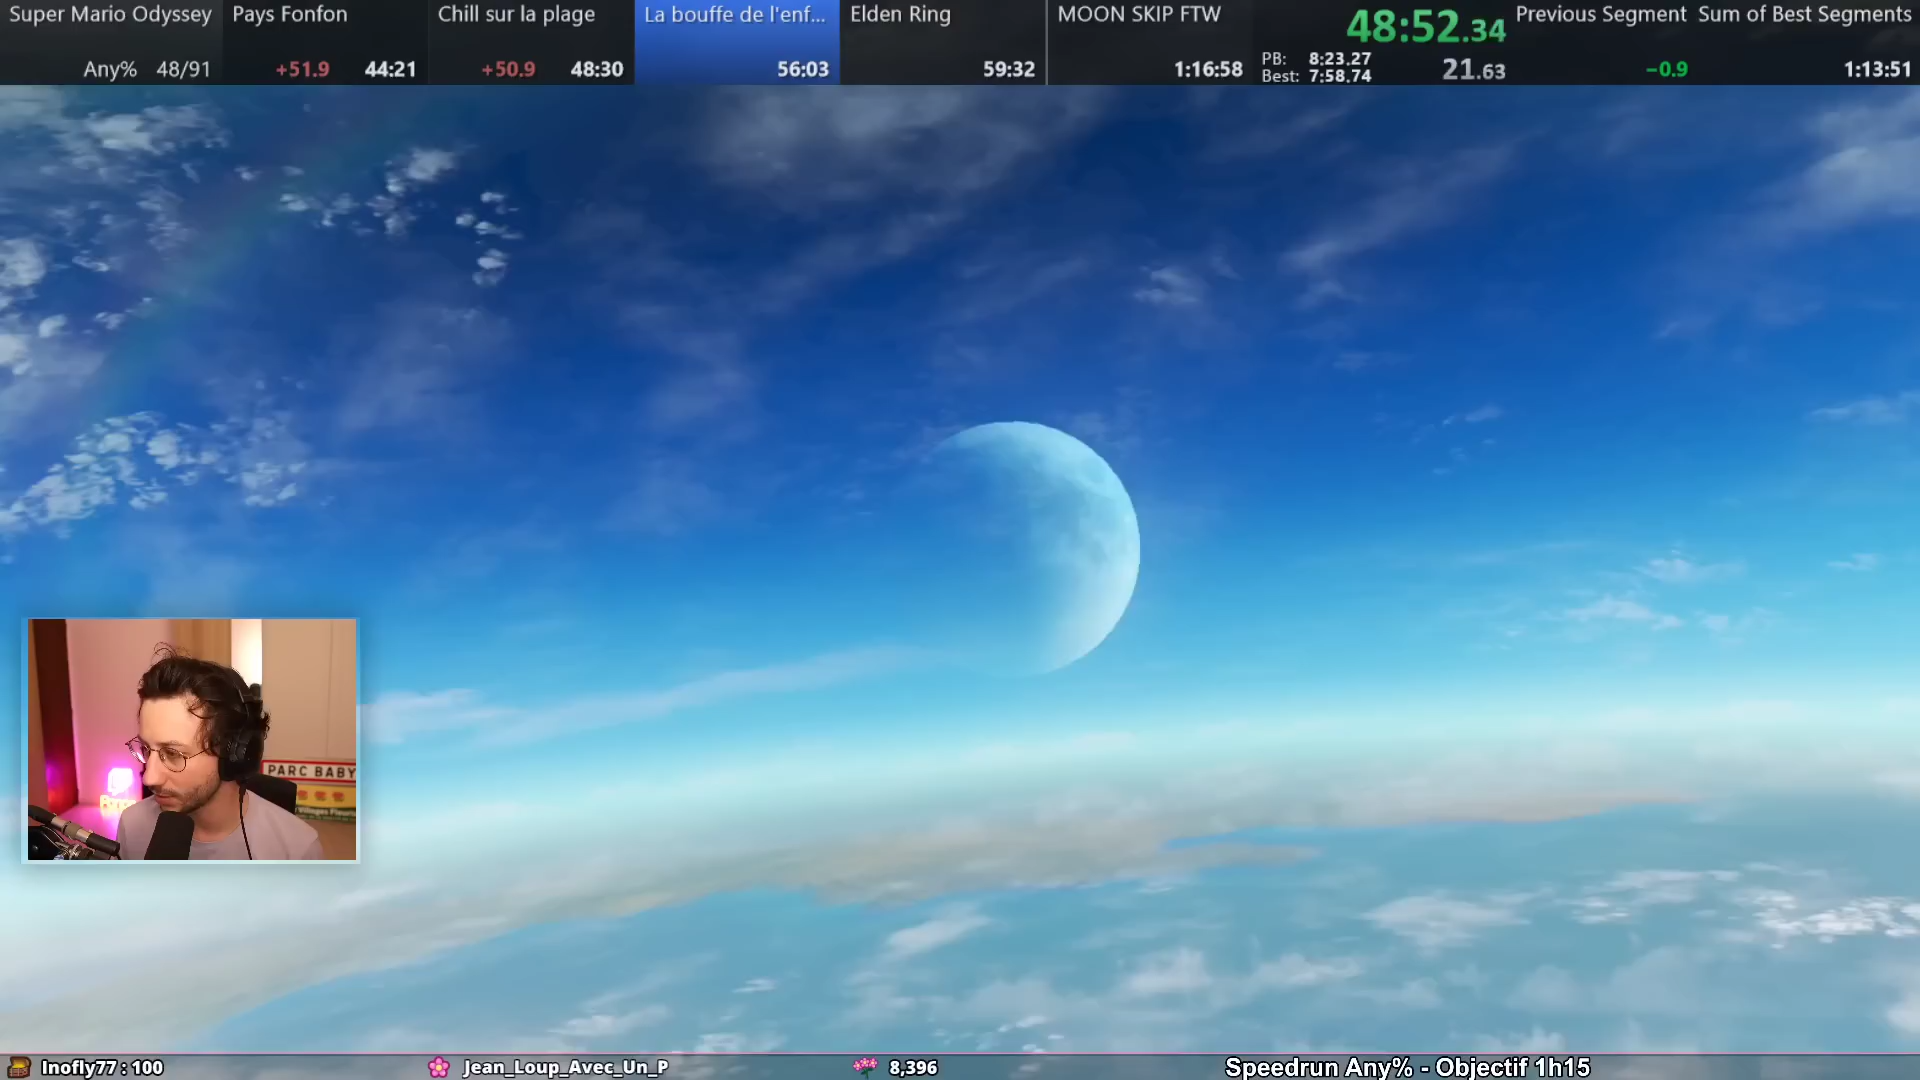 Super Mario Odyssey
Any% 48/91
Pays Fonfon
+51.9 44:21
Chill sur la plage
+50.9 48:30
La bouffe de l'enf...
56:03
Elden Ring
59:32
MOON SKIP FTW
1:16:58
48:52.34
PB: 8:23.27
Best: 7:58.74
21.63
Previous Segment
-0.9
Sum of Best Segments
1:13:51
PARC BABY
Villages Fleuris
Inofly77 : 100
Jean_Loup_Avec_Un_P
8,396
Speedrun Any% - Objectif 1h15